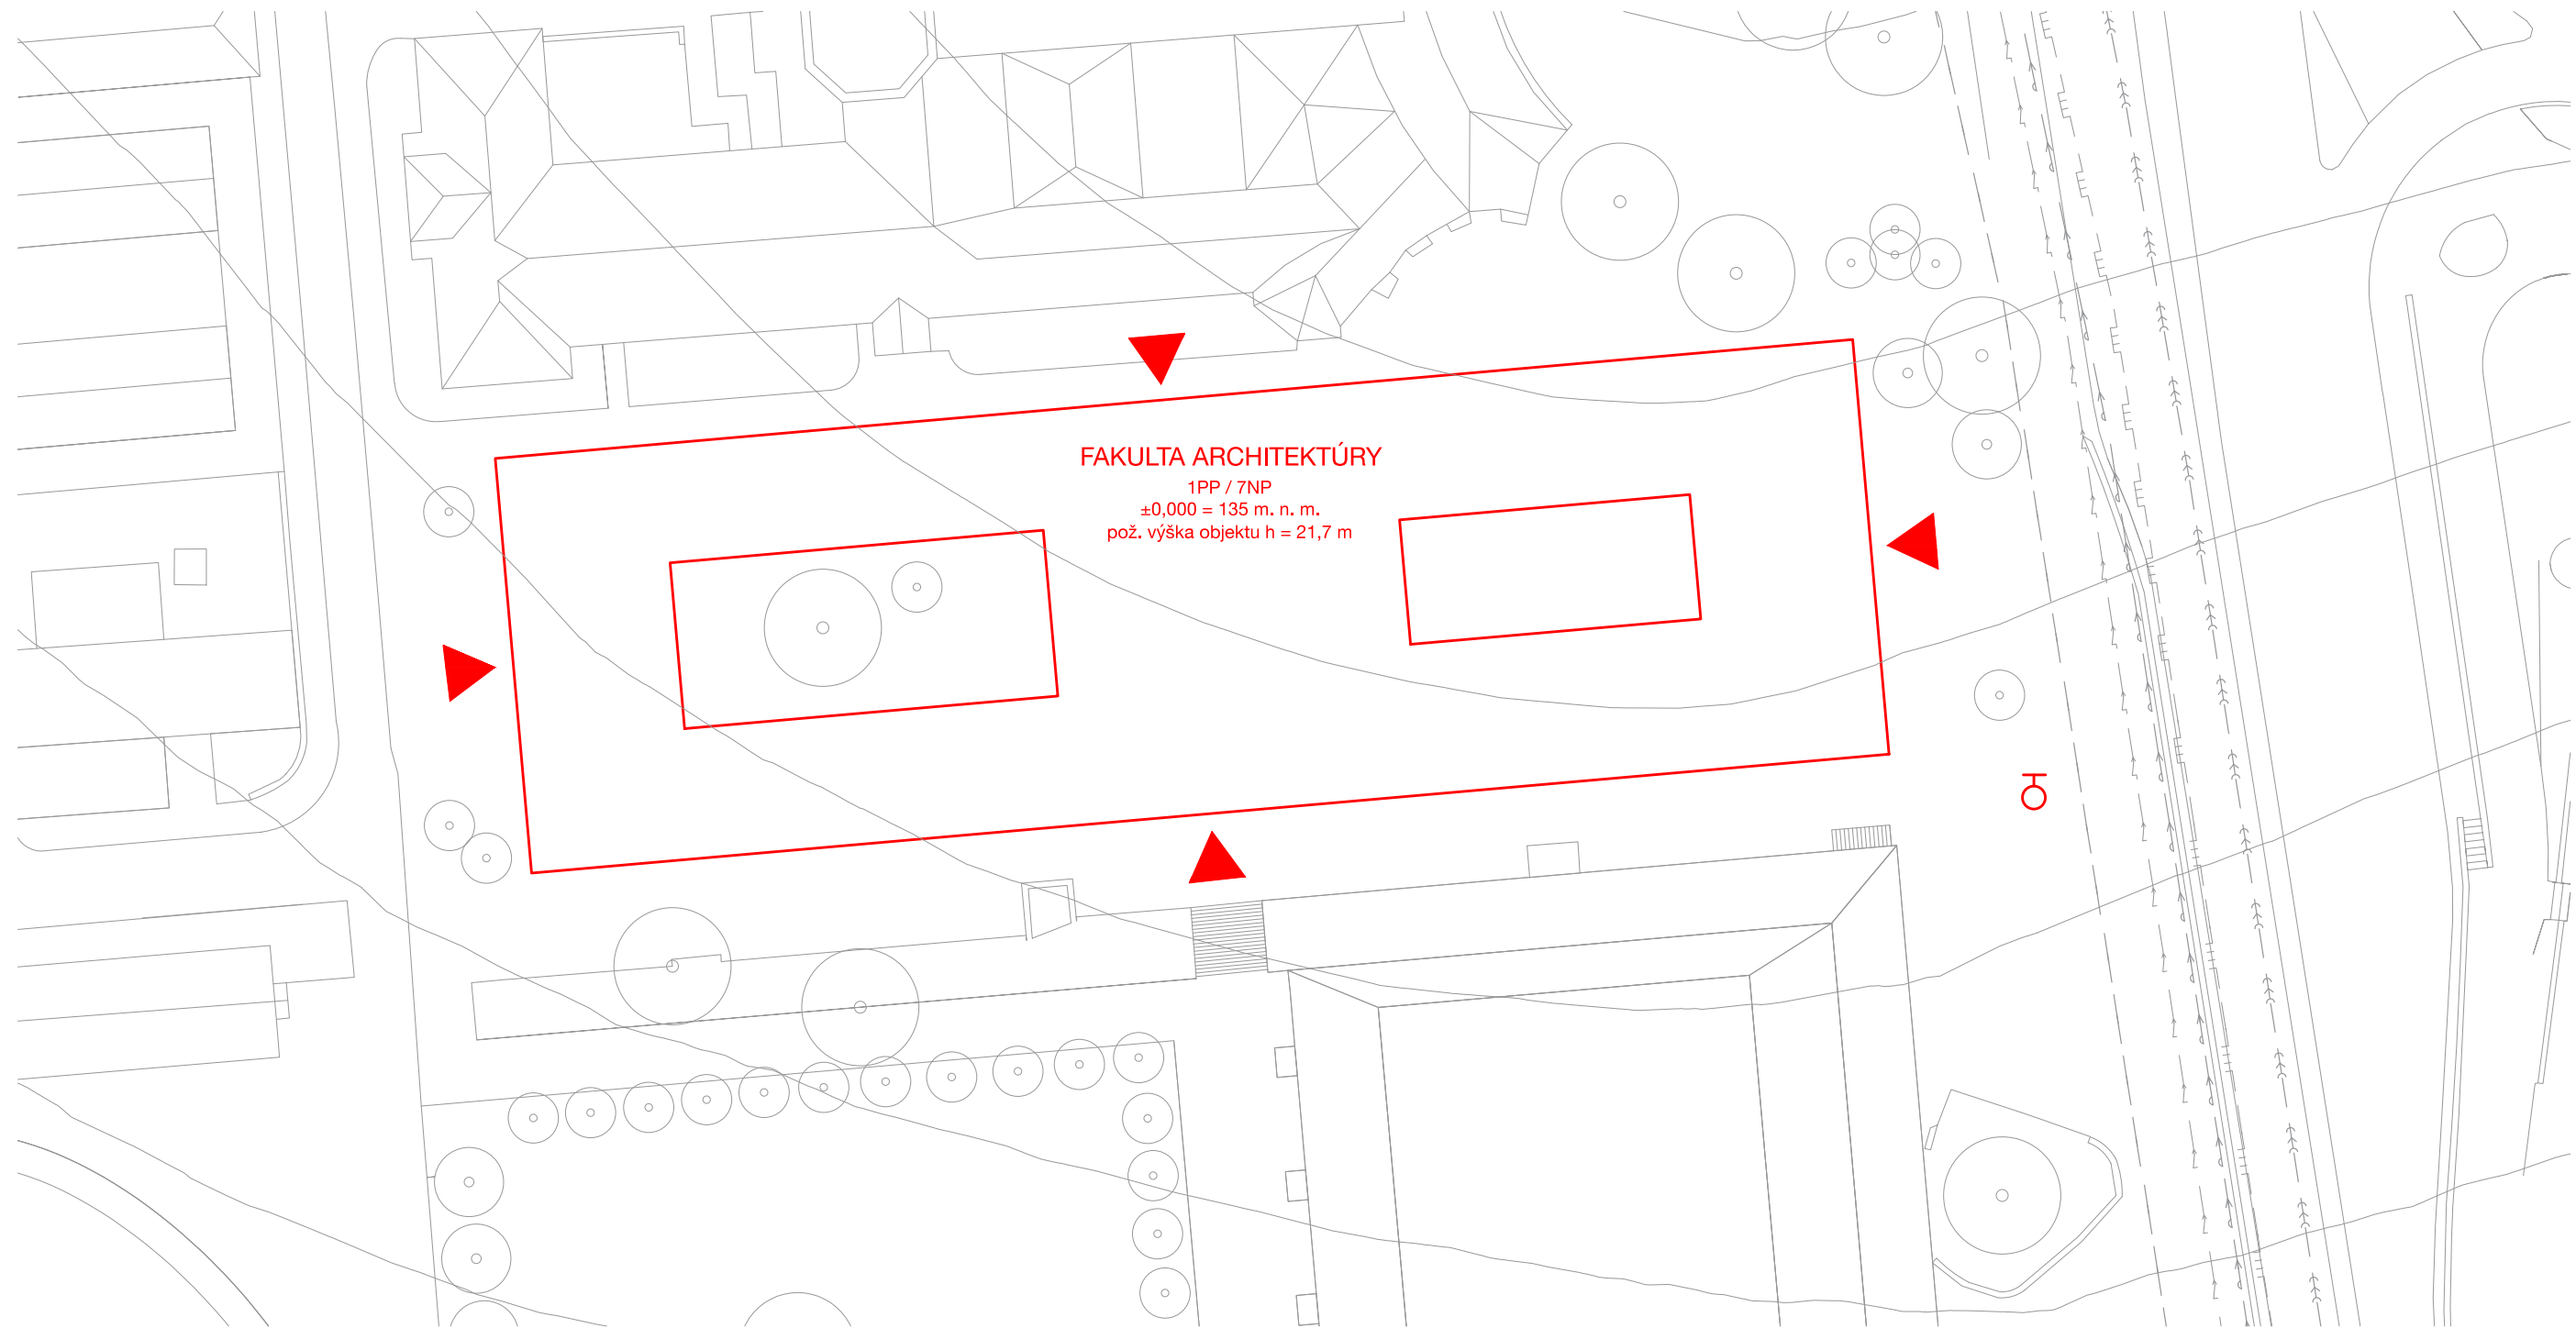 FAKULTA ARCHITEKTÚRY
1PP / 7NP
±0,000 = 135 m. n. m.
pož. výška objektu h = 21,7 m